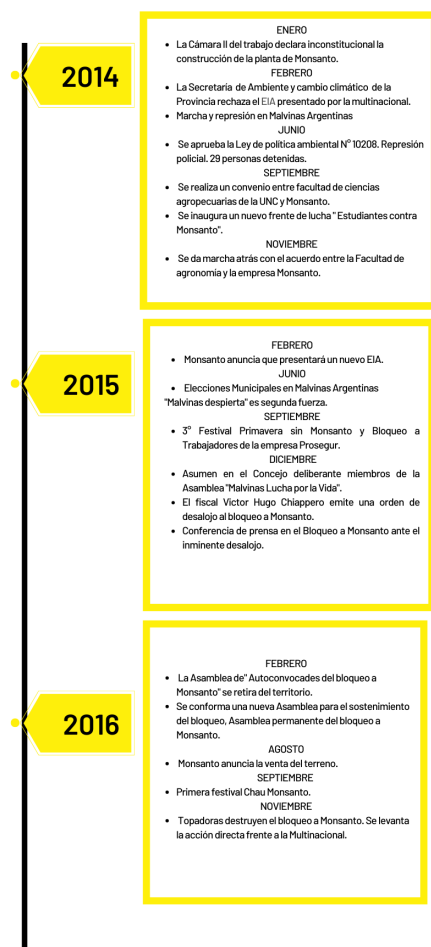 2014
ENERO
• La Cámara II del trabajo declara inconstitucional la
construcción de la planta de Monsanto.
FEBRERO
• La Secretaría de Ambiente y cambio climático de la
Provincia rechaza el EIA presentado por la multinacional.
• Marcha y represión en Malvinas Argentinas
JUNIO
• Se aprueba la Ley de política ambiental N° 10208. Represión
policial. 29 personas detenidas.
SEPTIEMBRE
• Se realiza un convenio entre facultad de ciencias
agropecuarias de la UNC y Monsanto.
• Se inaugura un nuevo frente de lucha " Estudiantes contra
Monsanto".
NOVIEMBRE
• Se da marcha atrás con el acuerdo entre la Facultad de
agronomía y la empresa Monsanto.
2015
FEBRERO
• Monsanto anuncia que presentará un nuevo EIA.
JUNIO
• Elecciones Municipales en Malvinas Argentinas
"Malvinas despierta" es segunda fuerza.
SEPTIEMBRE
• 3° Festival Primavera sin Monsanto y Bloqueo a
Trabajadores de la empresa Prosegur.
DICIEMBRE
• Asumen en el Concejo deliberante miembros de la
Asamblea "Malvinas Lucha por la Vida".
• El fiscal Victor Hugo Chiappero emite una orden de
desalojo al bloqueo a Monsanto.
• Conferencia de prensa en el Bloqueo a Monsanto ante el
inminente desalojo.
2016
FEBRERO
• La Asamblea de" Autoconvocades del bloqueo a
Monsanto" se retira del territorio.
• Se conforma una nueva Asamblea para el sostenimiento
del bloqueo, Asamblea permanente del bloqueo a
Monsanto.
AGOSTO
• Monsanto anuncia la venta del terreno.
SEPTIEMBRE
• Primera festival Chau Monsanto.
NOVIEMBRE
• Topadoras destruyen el bloqueo a Monsanto. Se levanta
la acción directa frente a la Multinacional.